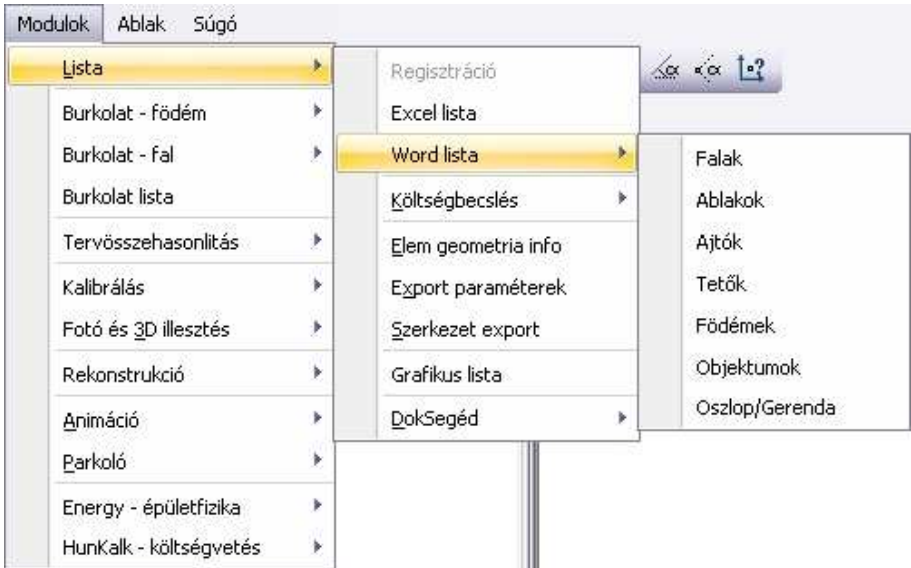 Modulok Ablak Súgó
Lista
Burkolat - födém
Burkolat - fal
Burkolat lista
Tervösszehasonlitás
Kalibrálás
Fotó és 3D illesztés
Rekonstrukció
Animáció
Parkoló
Energy - épületfizika
HunKalk - költségvetés
Regisztráció
Excel lista
Word lista
Költségbecslés
Elem geometria info
Export paraméterek
Szerkezet export
Grafikus lista
DokSegéd
Falak
Ablakok
Ajtók
Tetők
Födémek
Objektumok
Oszlop/Gerenda
α α ?